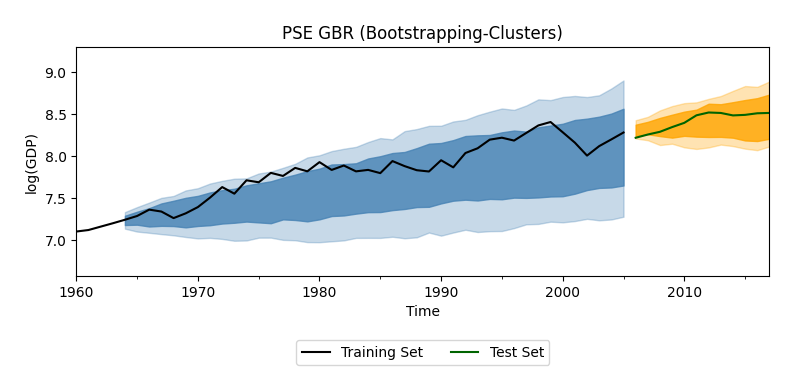 PSE GBR (Bootstrapping-Clusters)
9.0
8.5
8.0
7.5
7.0
log(GDP)
1960 1970 1980 1990 2000 2010
Time
Training Set Test Set